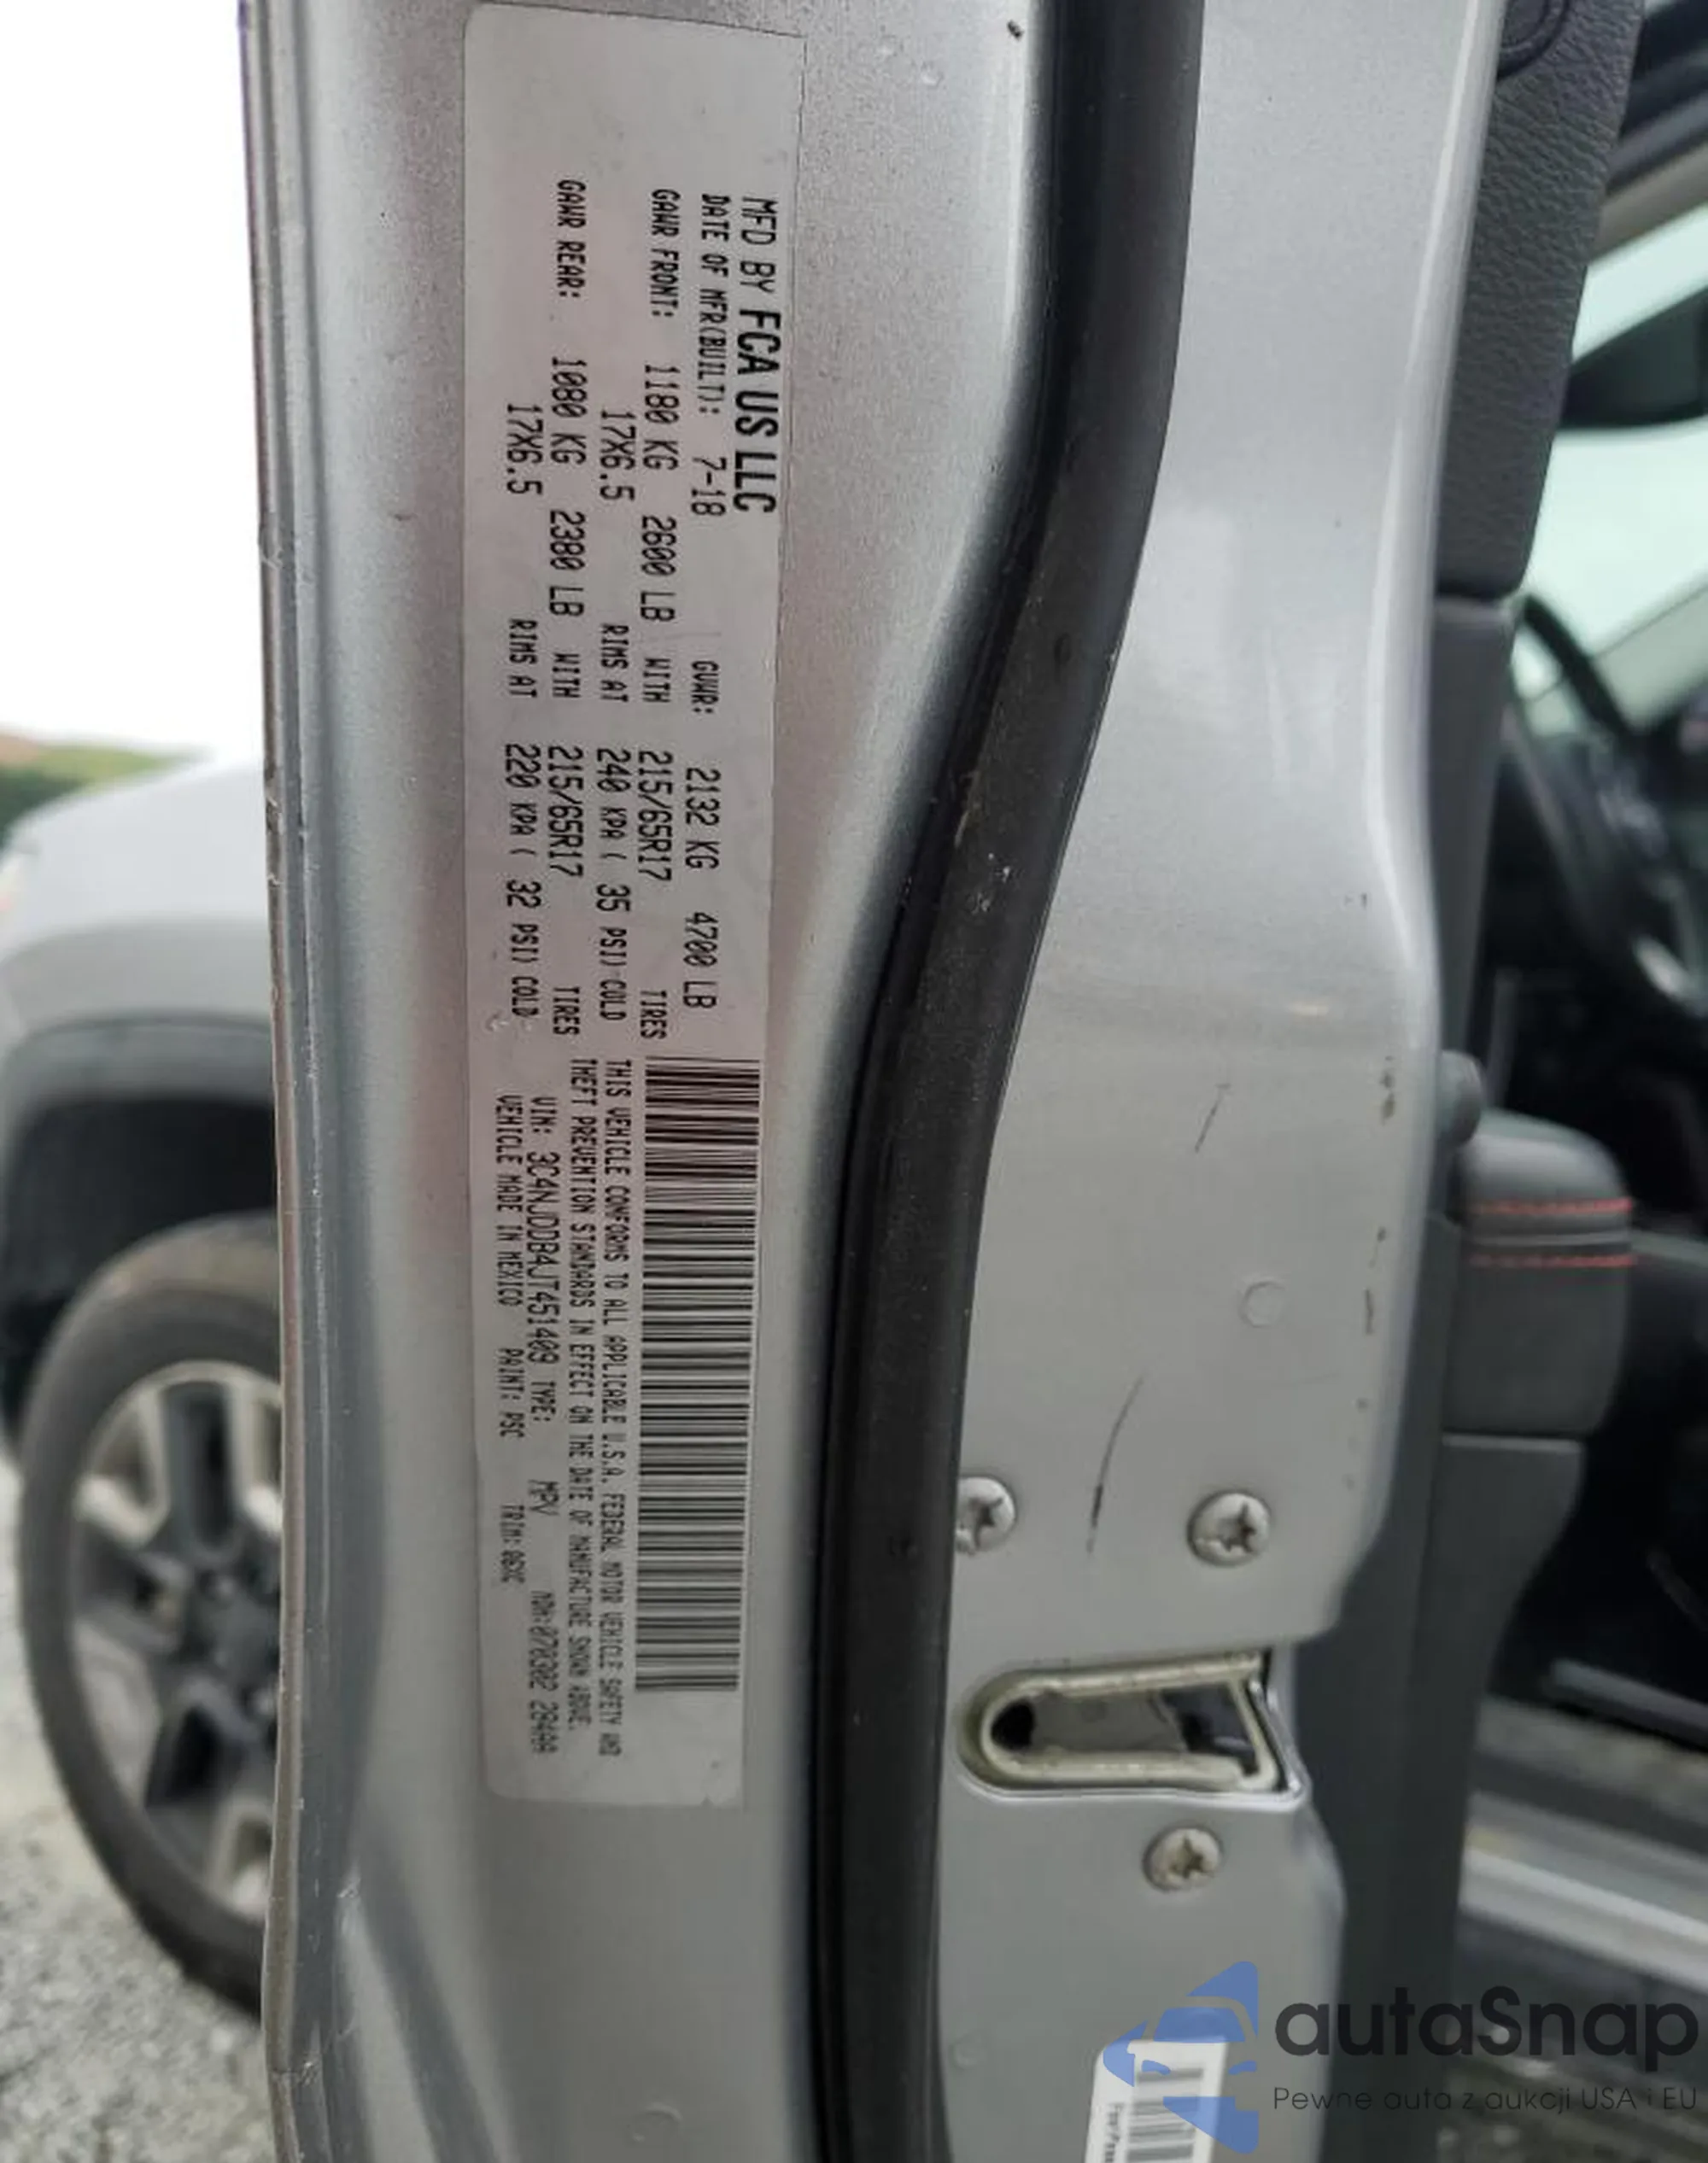 MFD BY FCA US LLC
DATE OF MFR(BUILT): 7-18 GVWR: 2132 KG 4700 LB
GAWR FRONT: 1180 KG 2600 LB WITH 215/65R17 TIRES
17X6.5 RIMS AT 240 KPA ( 35 PSI) COLD
GAWR REAR: 1080 KG 2380 LB WITH 215/65R17 TIRES
17X6.5 RIMS AT 220 KPA ( 32 PSI) COLD
THIS VEHICLE CONFORMS TO ALL APPLICABLE U.S.A. FEDERAL MOTOR VEHICLE SAFETY AND
THEFT PREVENTION STANDARDS IN EFFECT ON THE DATE OF MANUFACTURE SHOWN ABOVE.
VIN: 3C4NJDDB4JT451409 TYPE: MPV MDH:070302 284AA
VEHICLE MADE IN MEXICO PAINT: PSC TRIM:
autaSnap
Pewne auta z aukcji USA i EU